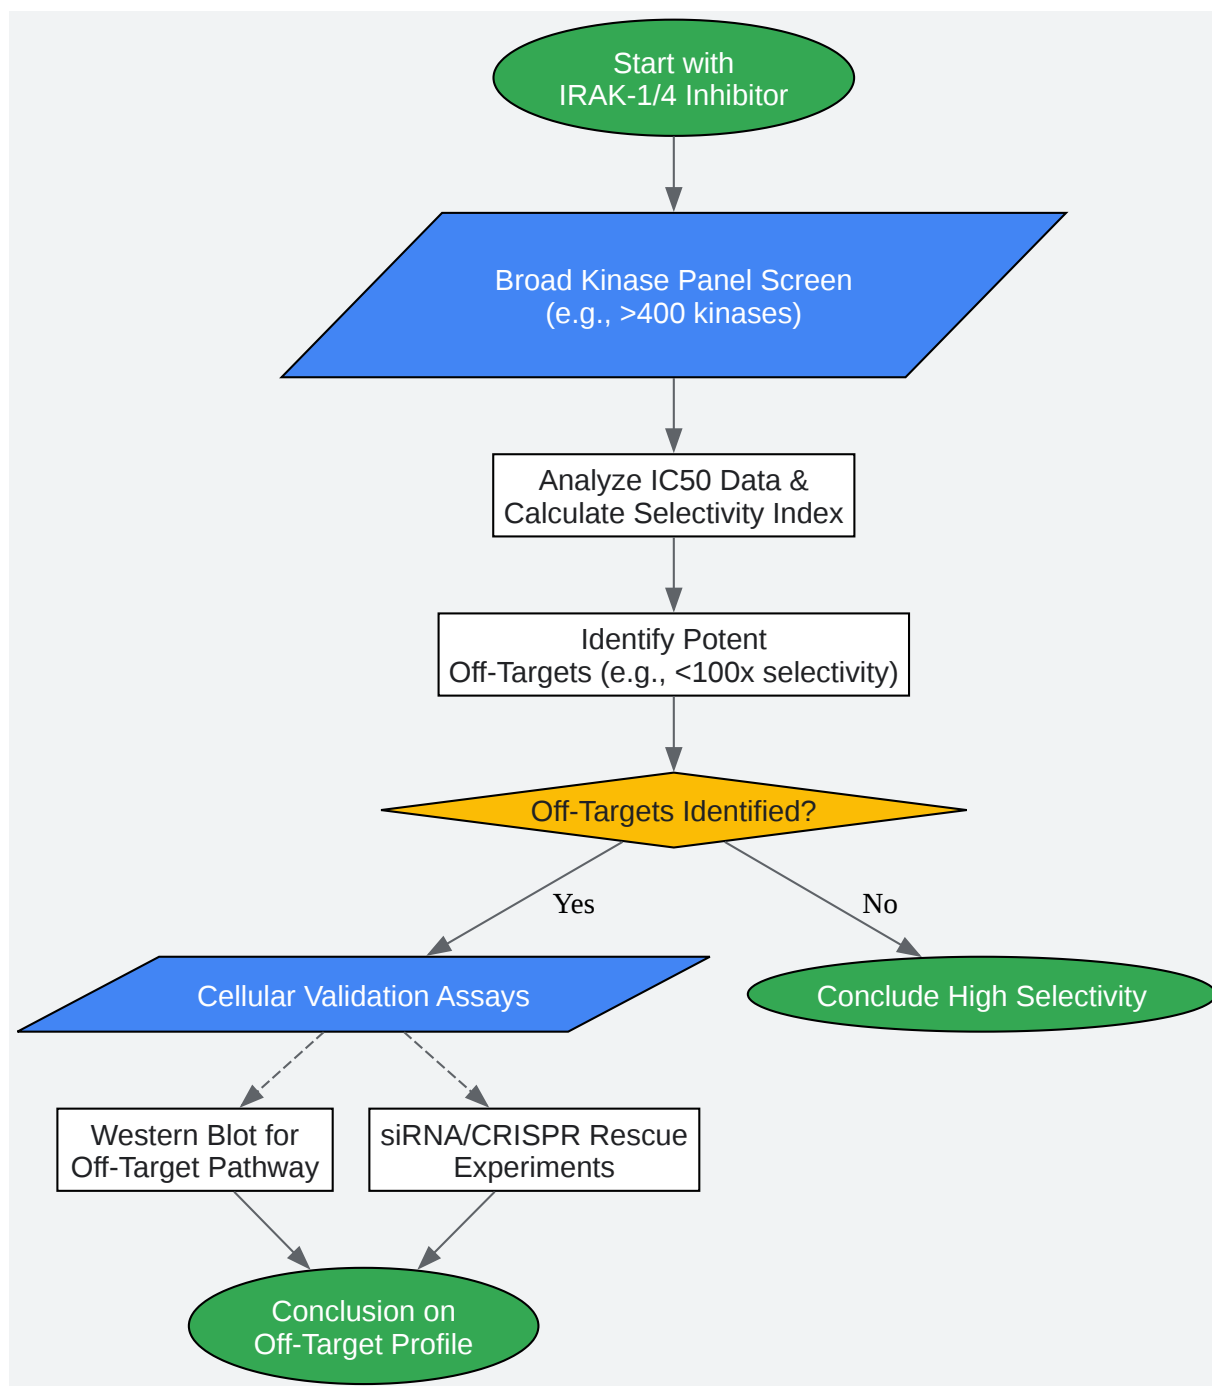 Start with
IRAK-1/4 Inhibitor
Broad Kinase Panel Screen
(e.g., >400 kinases)
Analyze IC50 Data &
Calculate Selectivity Index
Identify Potent
Off-Targets (e.g., <100x selectivity)
Off-Targets Identified?
Yes
No
Cellular Validation Assays
Conclude High Selectivity
Western Blot for
Off-Target Pathway
siRNA/CRISPR Rescue
Experiments
Conclusion on
Off-Target Profile